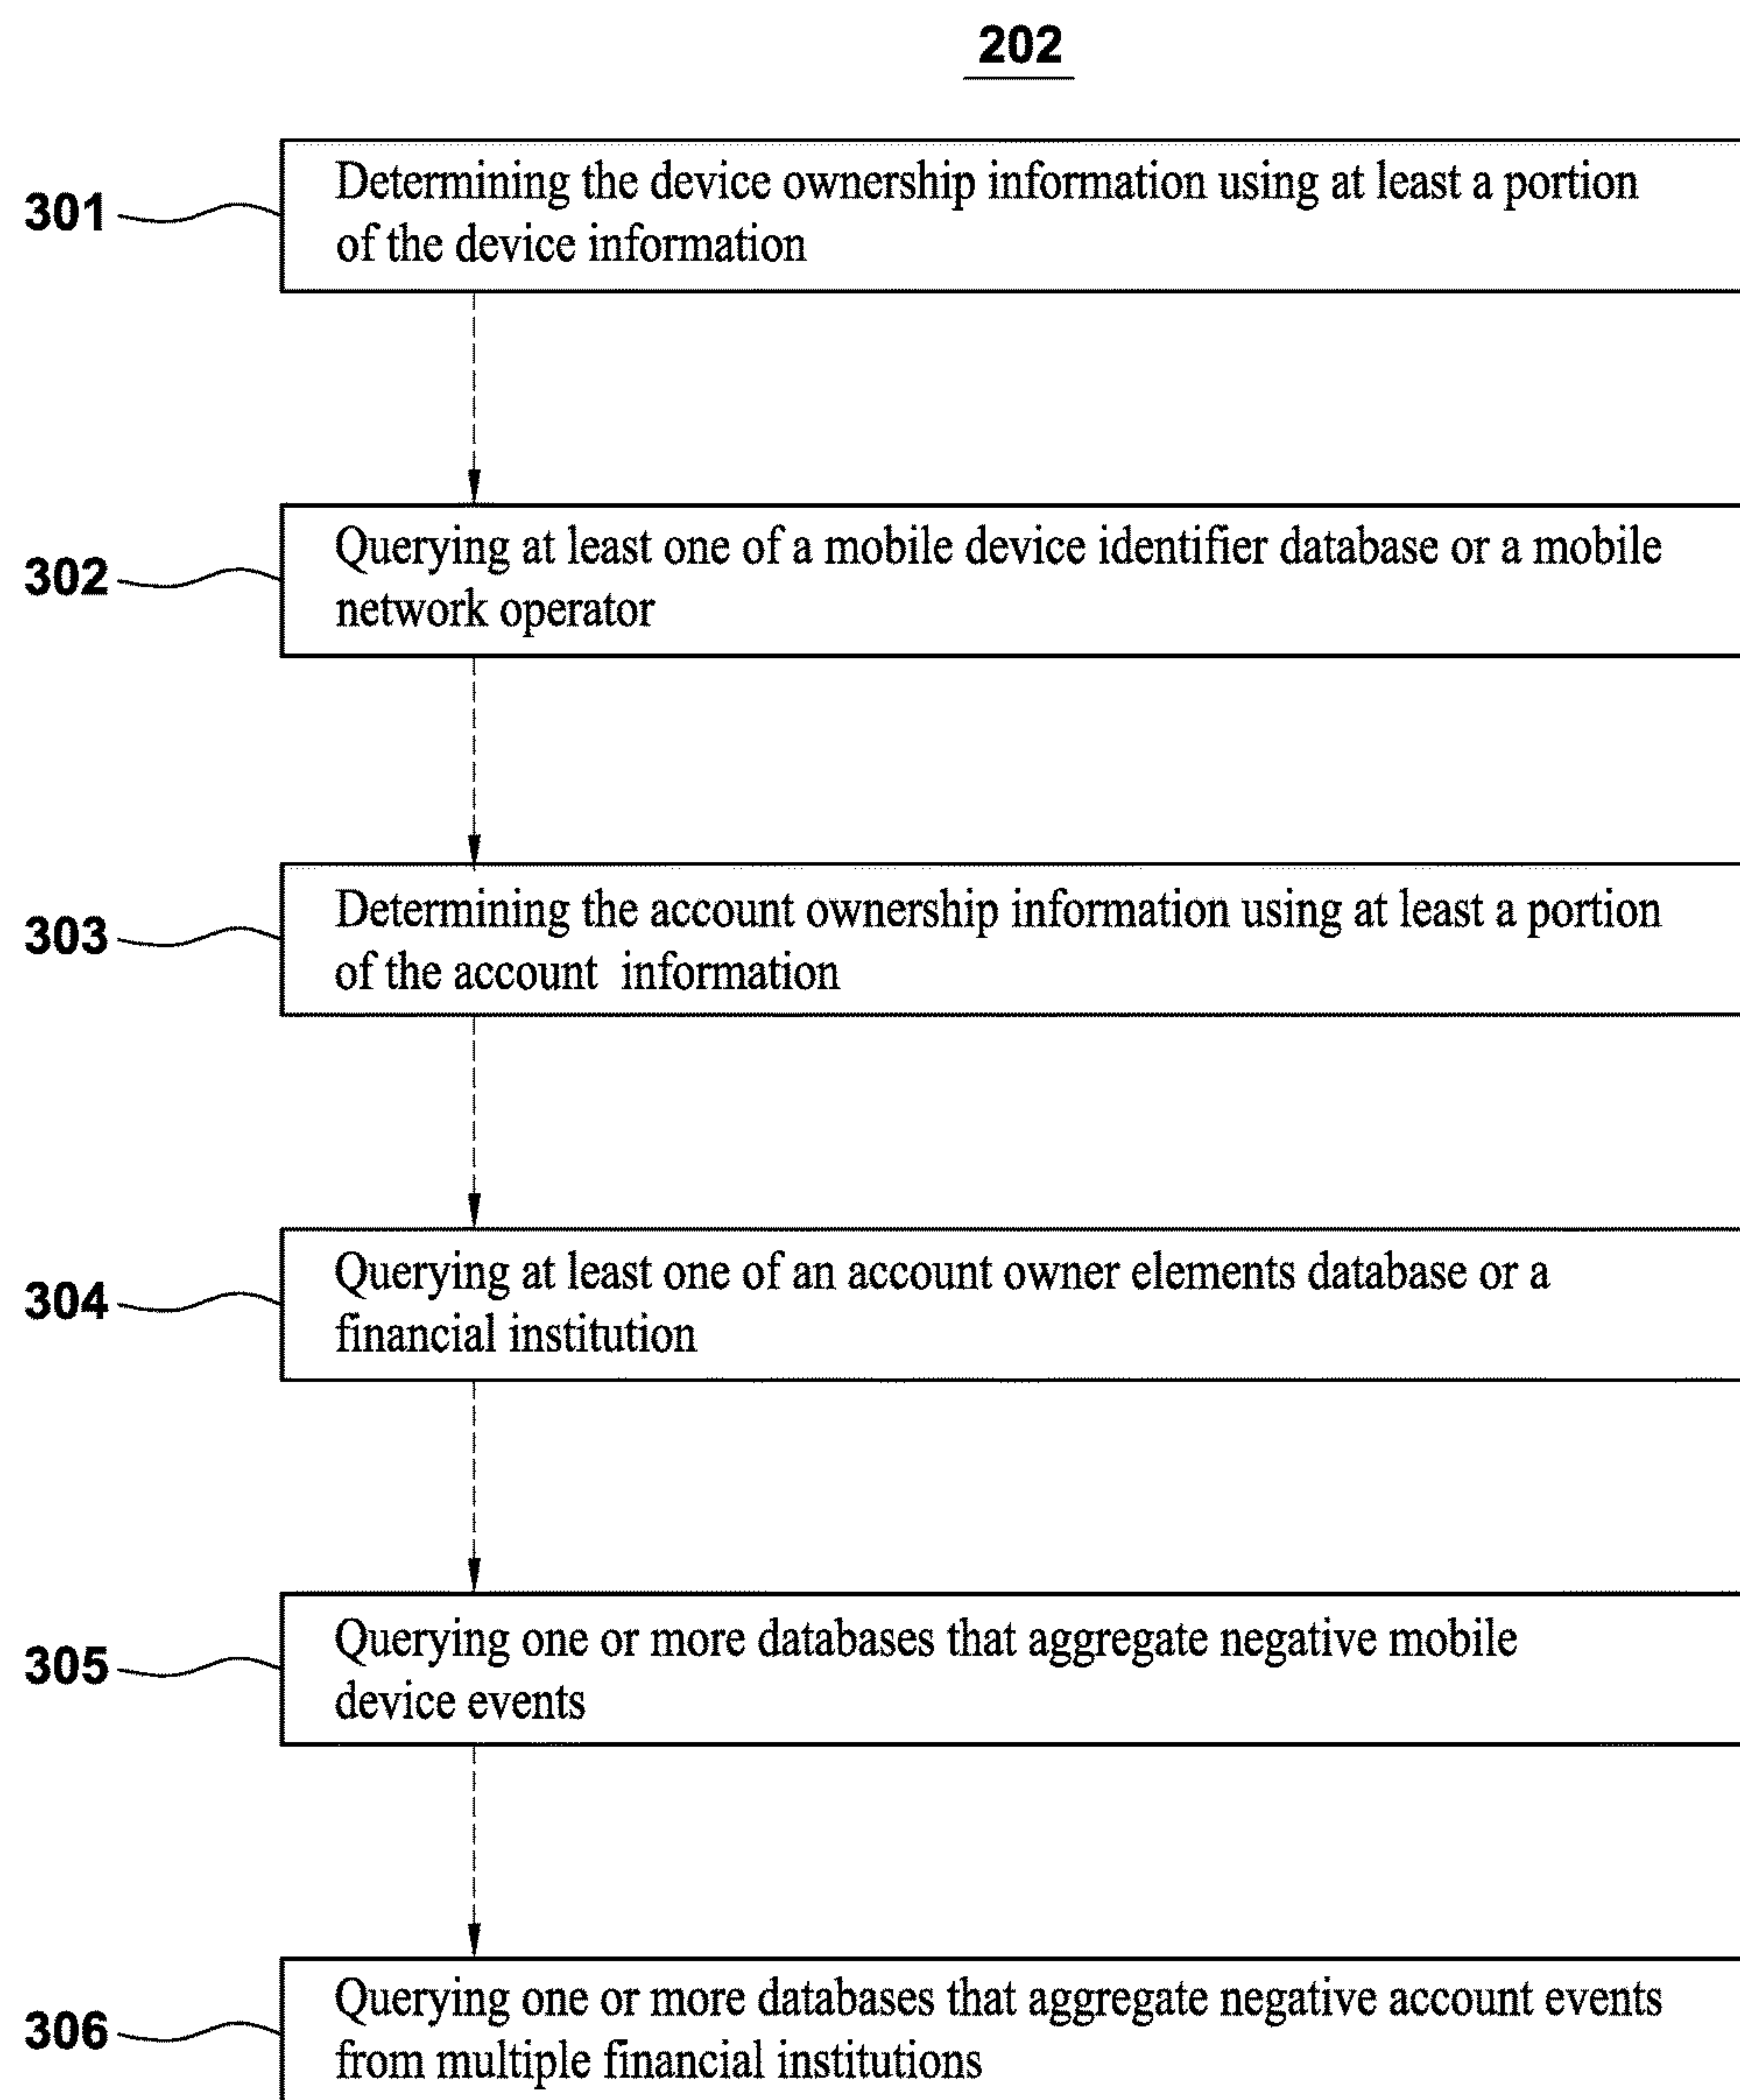 202
301
Determining the device ownership information using at least a portion
of the device information
302
Querying at least one of a mobile device identifier database or a mobile
network operator
303
Determining the account ownership information using at least a portion
of the account information
304
Querying at least one of an account owner elements database or a
financial institution
305
Querying one or more databases that aggregate negative mobile
device events
306
Querying one or more databases that aggregate negative account events
from multiple financial institutions